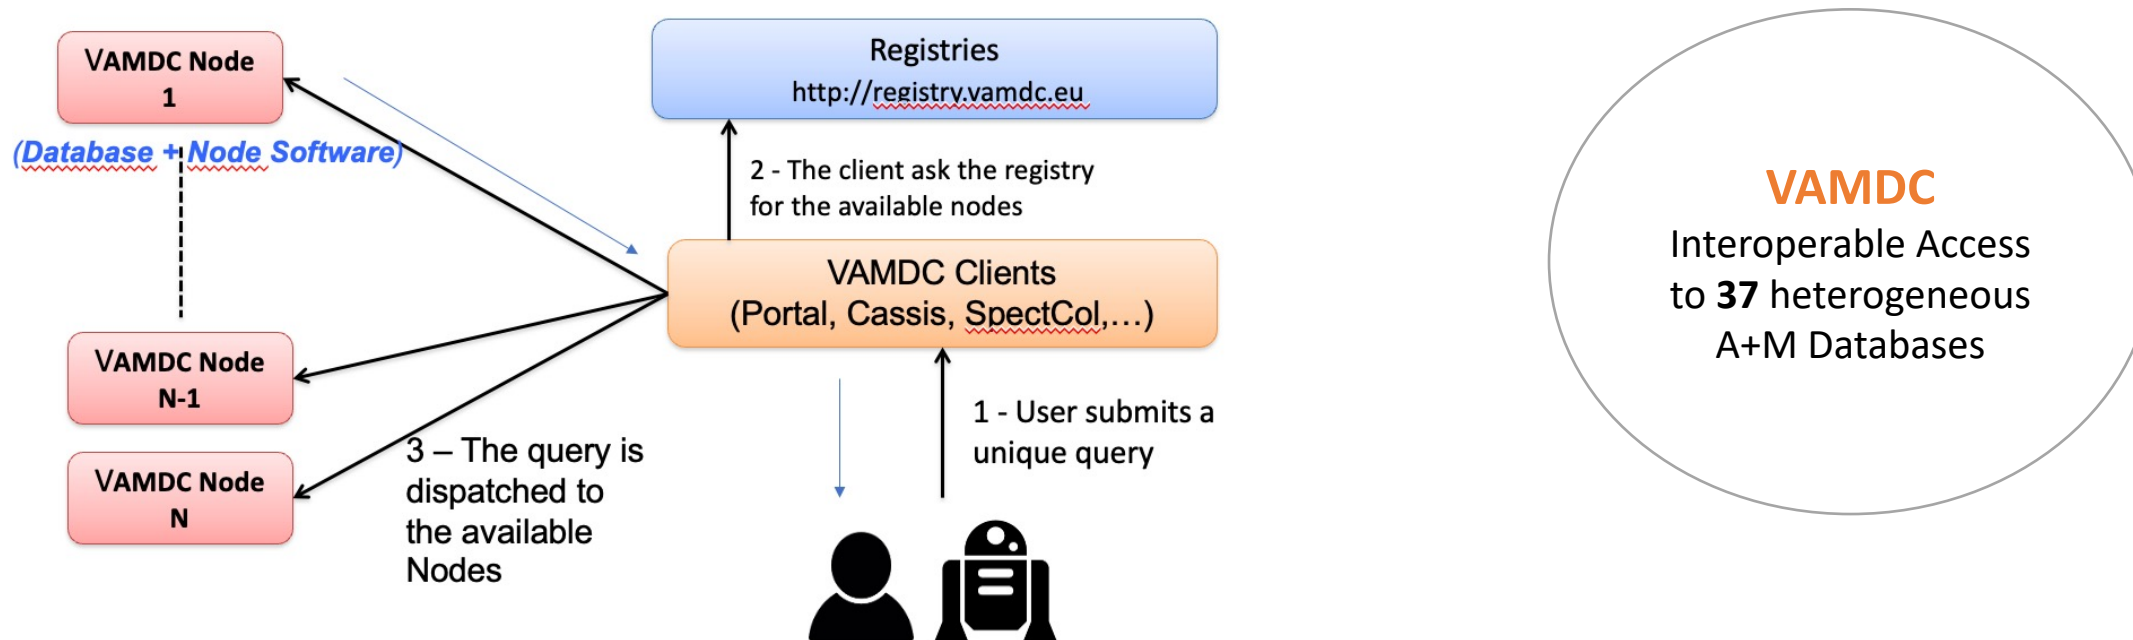 VAMDC Node
1
(Database + Node Software)
VAMDC Node
N-1
VAMDC Node
N
Registries
http://registry.vamdc.eu
2 - The client ask the registry
for the available nodes
VAMDC Clients
(Portal, Cassis, SpectCol,...)
1 - User submits a
unique query
3 – The query is
dispatched to
the available
Nodes
VAMDC
Interoperable Access
to 37 heterogeneous
A+M Databases